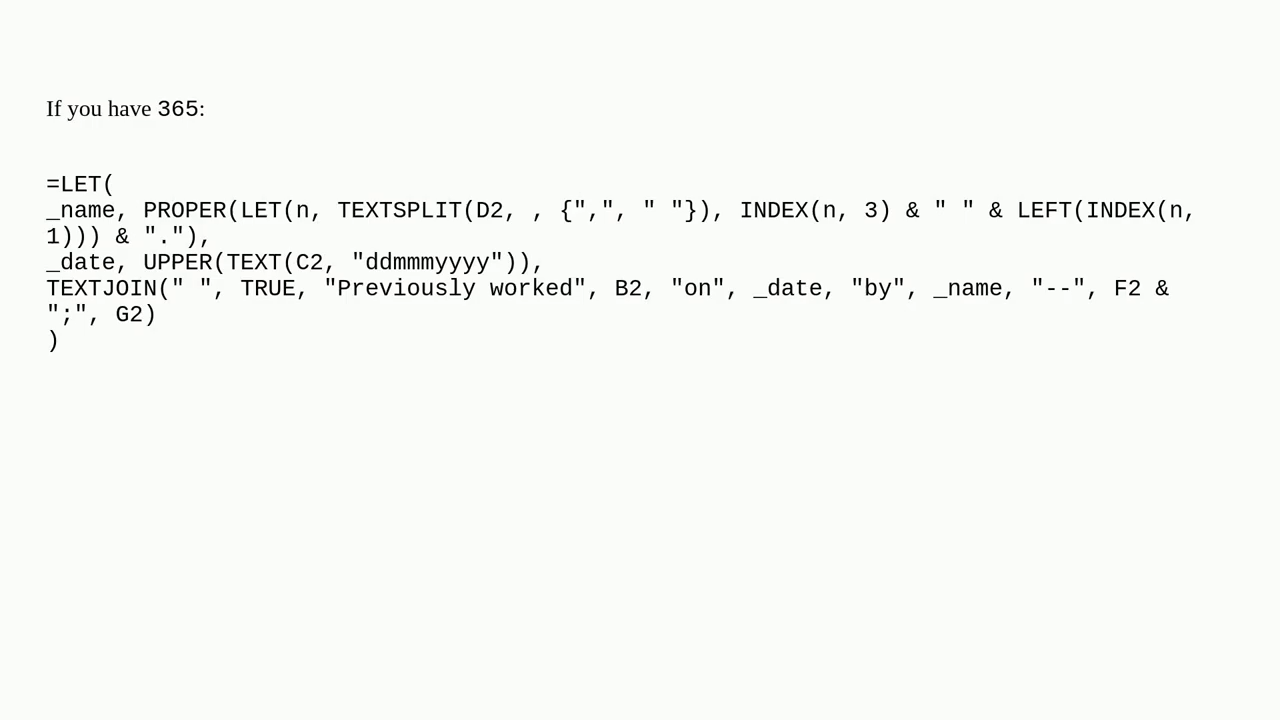 If you have 365:
=LET(
_name, PROPER(LET(n, TEXTSPLIT(D2, , {",", " "}), INDEX(n, 3) & " " & LEFT(INDEX(n,
1))) & "."),
_date, UPPER(TEXT(C2, "ddmmmyyyy")),
TEXTJOIN(" ", TRUE, "Previously worked", B2, "on", _date, "by", _name, "--", F2 &
";", G2)
)